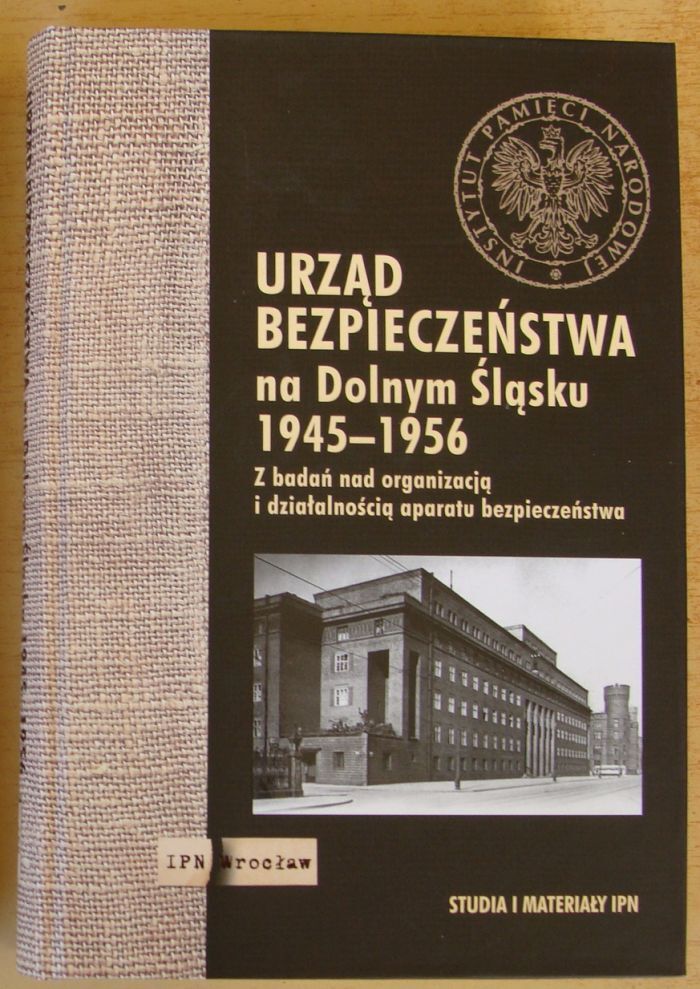 INSTYTUT PAMIĘCI NARODOWEJ
URZĄD
BEZPIECZEŃSTWA
na Dolnym Śląsku
1945–1956
Z badań nad organizacją
i działalnością aparatu bezpieczeństwa
IPN Wrocław
STUDIA I MATERIAŁY IPN